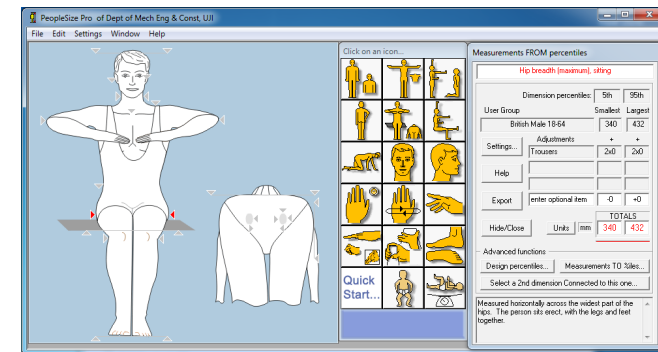 PeopleSize Pro of Dept of Mech Eng & Const, UJI
File Edit Settings Window Help
Click on an icon...
Quick
Start...
Measurements FROM percentiles
Hip breadth (maximum), sitting
Dimension percentiles: 5th 95th
User Group Smallest Largest
British Male 18-64 340 432
Adjustments + +
Settings... Trousers 2x0 2x0
Help
Export enter optional item -0 +0
TOTALS
Hide/Close Units mm 340 432
Advanced functions
Design percentiles... Measurements TO %iles...
Select a 2nd dimension Connected to this one...
Measured horizontally across the widest part of the
hips. The person sits erect, with the legs and feet
together.